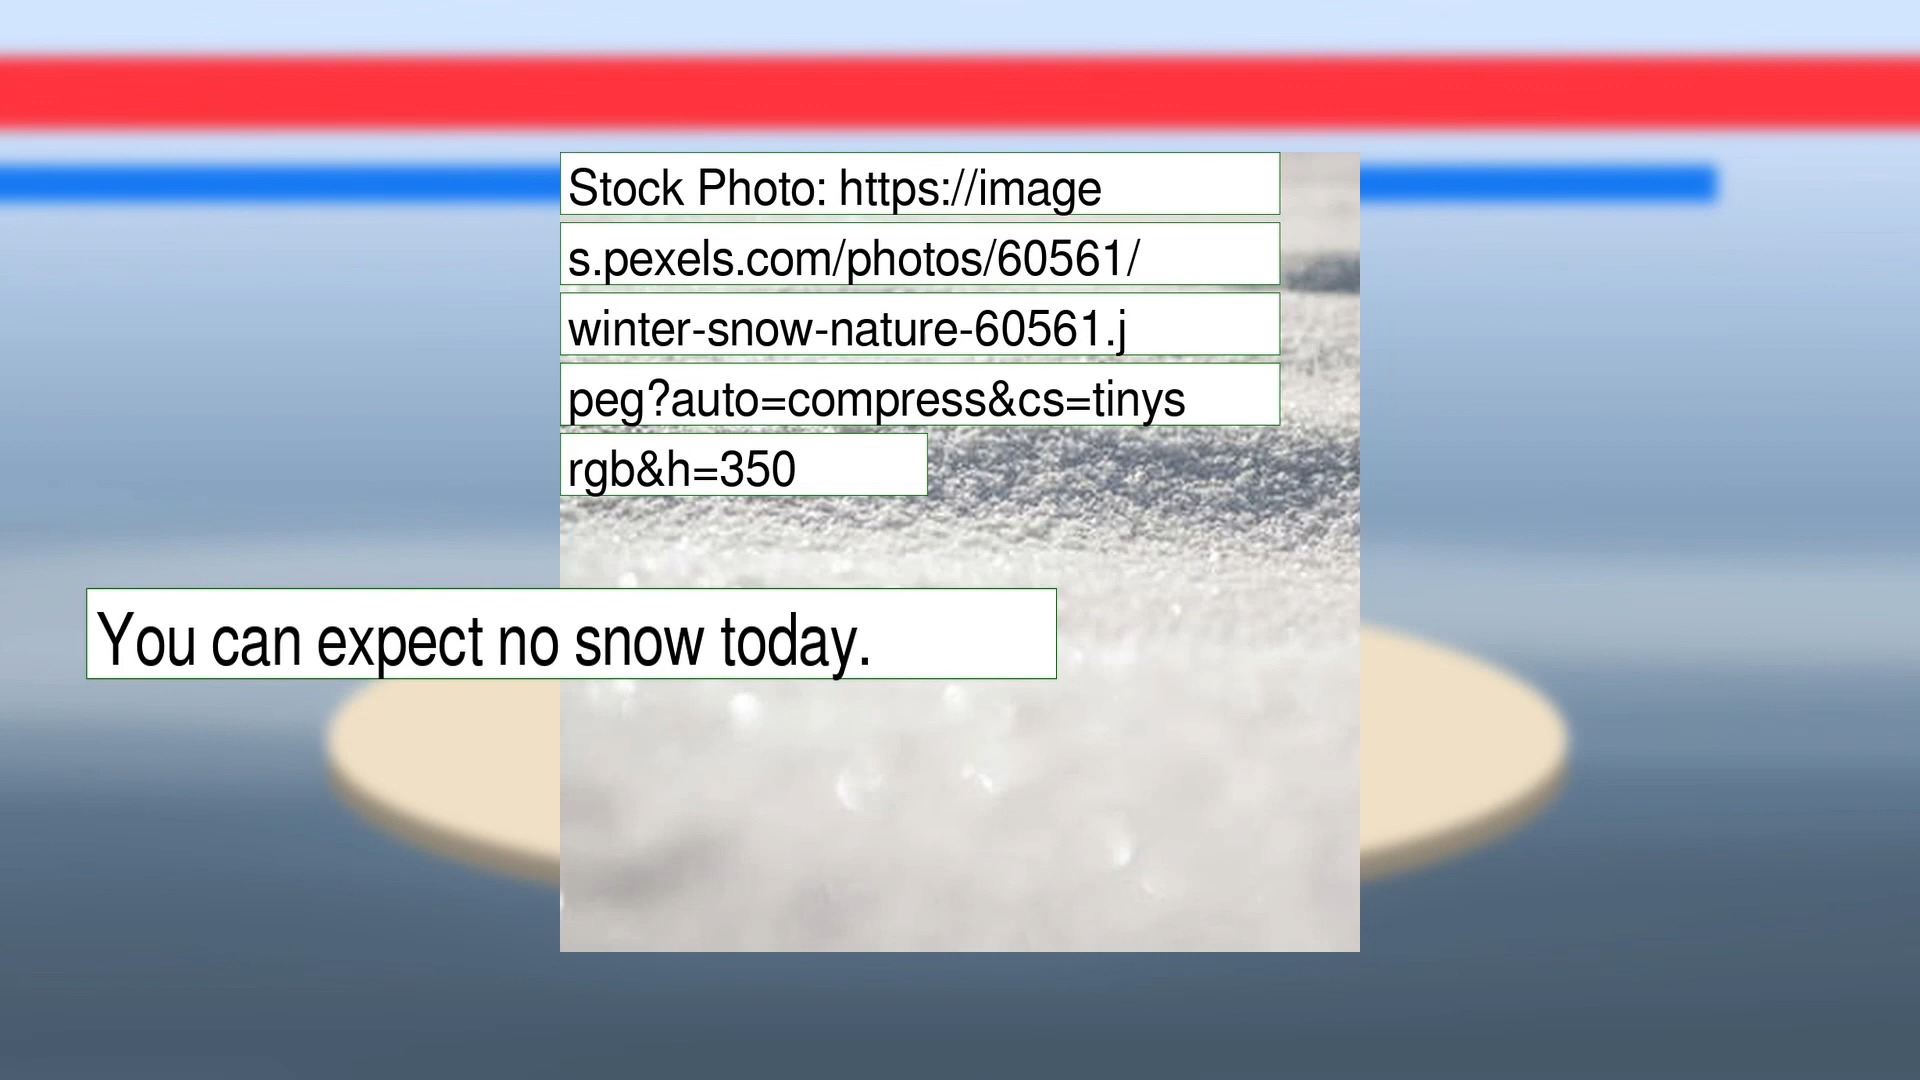 Stock Photo: https://image
s.pexels.com/photos/60561/
winter-snow-nature-60561.j
peg?auto=compress&cs=tinys
rgb&h=350
You can expect no snow today.